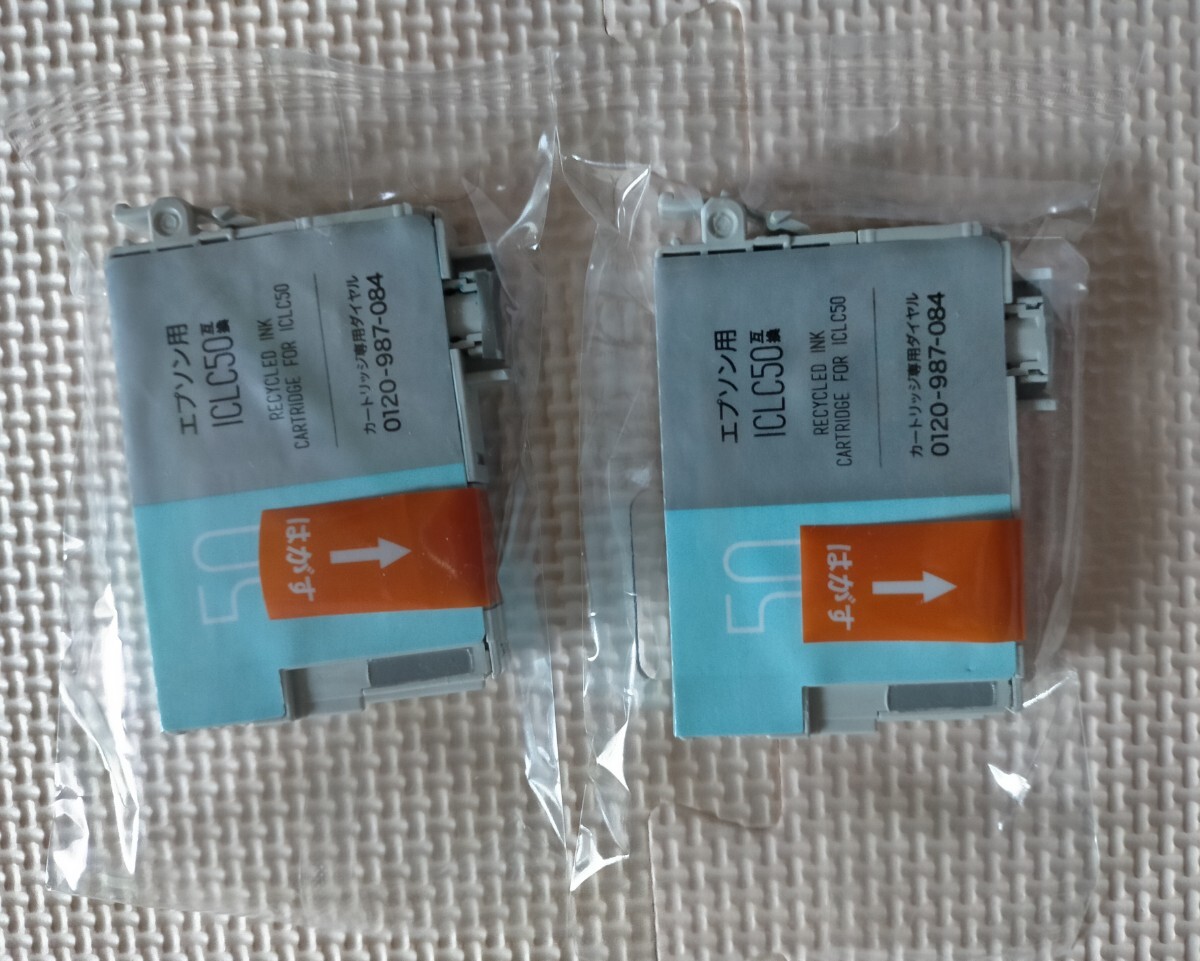 エプソン用
ICLC50互換
RECYCLED INK
CARTRIDGE FOR ICLC50
カートリッジ専用ダイヤル
0120-987-084
50
はがす
エプソン用
ICLC50互換
RECYCLED INK
CARTRIDGE FOR ICLC50
カートリッジ専用ダイヤル
0120-987-084
50
はがす